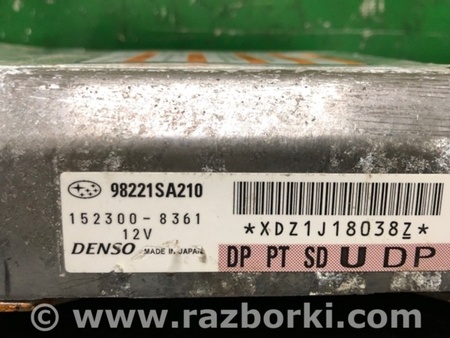 98221SA210
152300-8361
12V
DENSO MADE IN JAPAN
*XDZ1J18038Z*
DP PT SD U DP
www.razborki.com